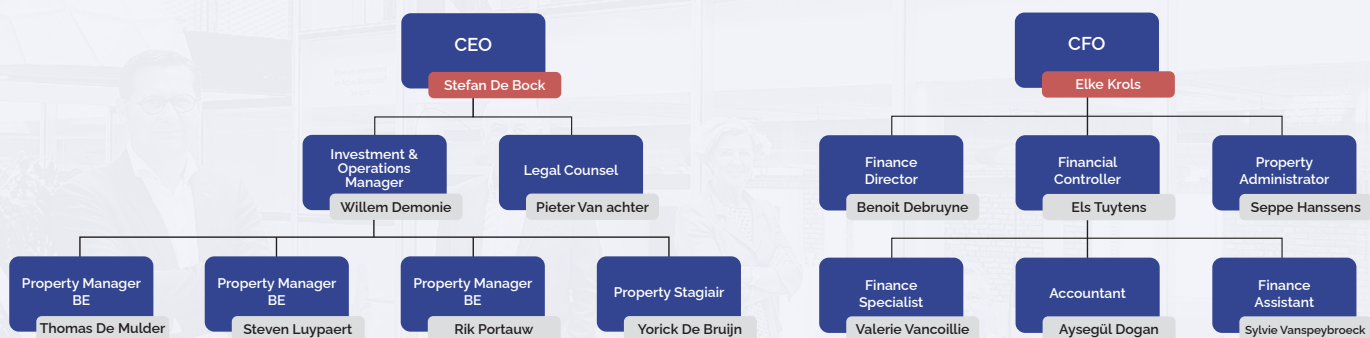 CEO
Stefan De Bock
CFO
Elke Krols
Investment &
Operations
Manager
Willem Demonie
Legal Counsel
Pieter Van achter
Finance
Director
Benoit Debruyne
Financial
Controller
Els Tuytens
Property
Administrator
Seppe Hanssens
Property Manager
BE
Thomas De Mulder
Property Manager
BE
Steven Luypaert
Property Manager
BE
Rik Portauw
Property Stagiair
Yorick De Bruijn
Finance
Specialist
Valerie Vancoillie
Accountant
Aysegül Dogan
Finance
Assistant
Sylvie Vanspeybroeck